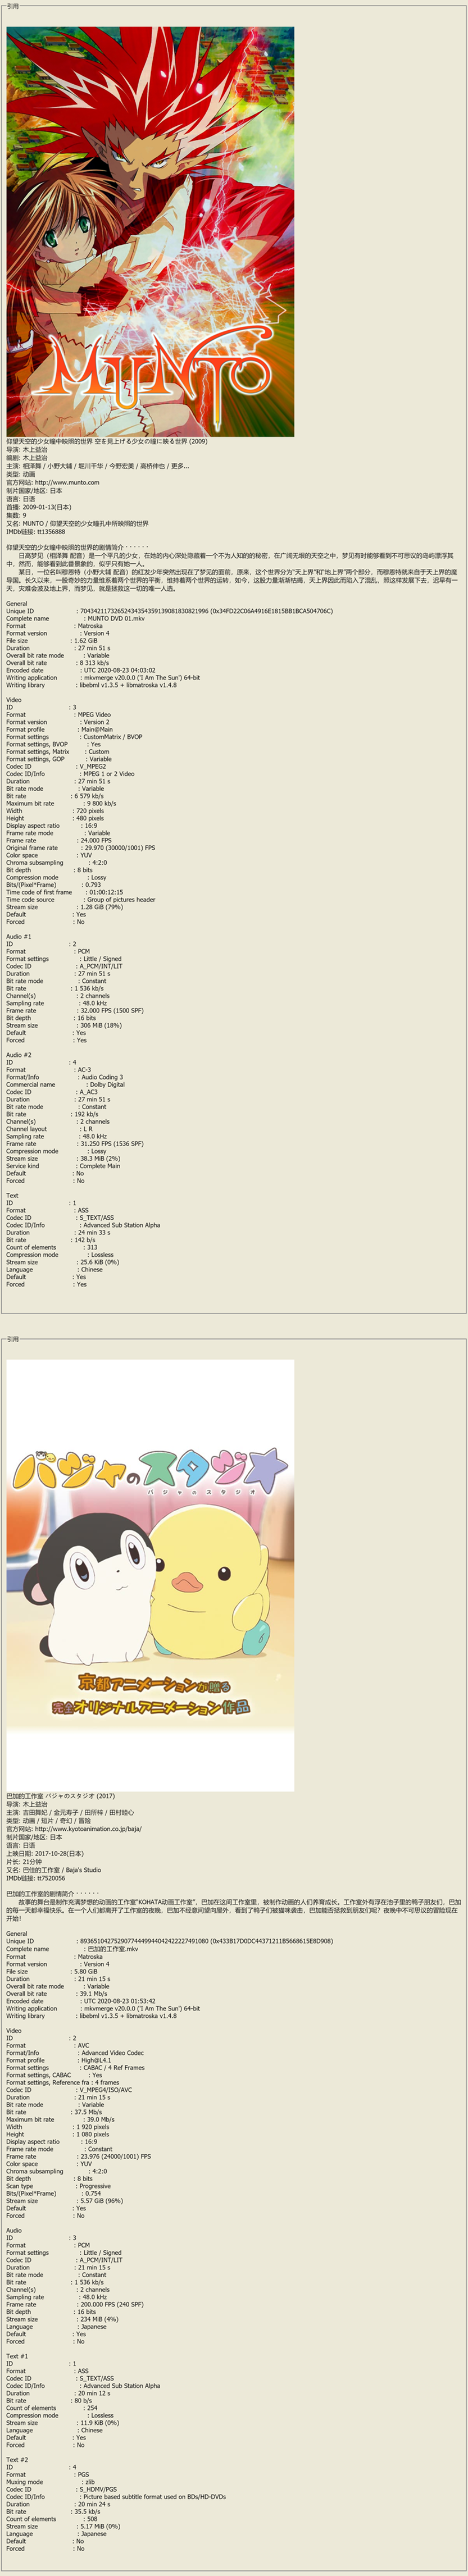 引用
MUNTO
仰望天空的少女瞳中映照的世界 空を見上げる少女の瞳に映る世界 (2009)
导演: 木上益治
编剧: 木上益治
主演: 相泽舞 / 小野大辅 / 堀川千华 / 今野宏美 / 高桥伸也 / 更多...
类型: 动画
官方网站: http://www.munto.com
制片国家/地区: 日本
语言: 日语
首播: 2009-01-13(日本)
集数: 9
又名: MUNTO / 仰望天空的少女瞳孔中所映照的世界
IMDb链接: tt1356888
仰望天空的少女瞳中映照的世界的剧情简介 · · · · · ·
日高梦见（相泽舞 配音）是一个平凡的少女，在她的内心深处隐藏着一个不为人知的秘密，在广阔无垠的天空之中，梦见有时能够看到不可思议的岛屿漂浮其
中，然而，能够看到此番景象的，似乎只有她一人。
某日，一位名叫穆恩特（小野大辅 配音）的红发少年突然出现在了梦见的面前，原来，这个世界分为"天上界"和"地上界"两个部分，而穆恩特就来自于天上界的魔
导国。长久以来，一股奇妙的力量维系着两个世界的平衡，维持着两个世界的运转，如今，这股力量渐渐枯竭，天上界因此而陷入了混乱，照这样发展下去，迟早有一
天，灾难会波及地上界，而梦见，就是拯救这一切的唯一人选。
General
Unique ID : 70434211732652434354359139081830821996 (0x34FD22C06A4916E1815BB1BCA504706C)
Complete name : MUNTO DVD 01.mkv
Format : Matroska
Format version : Version 4
File size : 1.62 GiB
Duration : 27 min 51 s
Overall bit rate mode : Variable
Overall bit rate : 8 313 kb/s
Encoded date : UTC 2020-08-23 04:03:02
Writing application : mkvmerge v20.0.0 ('I Am The Sun') 64-bit
Writing library : libebml v1.3.5 + libmatroska v1.4.8
Video
ID : 3
Format : MPEG Video
Format version : Version 2
Format profile : Main@Main
Format settings : CustomMatrix / BVOP
Format settings, BVOP : Yes
Format settings, Matrix : Custom
Format settings, GOP : Variable
Codec ID : V_MPEG2
Codec ID/Info : MPEG 1 or 2 Video
Duration : 27 min 51 s
Bit rate mode : Variable
Bit rate : 6 579 kb/s
Maximum bit rate : 9 800 kb/s
Width : 720 pixels
Height : 480 pixels
Display aspect ratio : 16:9
Frame rate mode : Variable
Frame rate : 24.000 FPS
Original frame rate : 29.970 (30000/1001) FPS
Color space : YUV
Chroma subsampling : 4:2:0
Bit depth : 8 bits
Compression mode : Lossy
Bits/(Pixel*Frame) : 0.793
Time code of first frame : 01:00:12:15
Time code source : Group of pictures header
Stream size : 1.28 GiB (79%)
Default : Yes
Forced : No
Audio #1
ID : 2
Format : PCM
Format settings : Little / Signed
Codec ID : A_PCM/INT/LIT
Duration : 27 min 51 s
Bit rate mode : Constant
Bit rate : 1 536 kb/s
Channel(s) : 2 channels
Sampling rate : 48.0 kHz
Frame rate : 32.000 FPS (1500 SPF)
Bit depth : 16 bits
Stream size : 306 MiB (18%)
Default : Yes
Forced : Yes
Audio #2
ID : 4
Format : AC-3
Format/Info : Audio Coding 3
Commercial name : Dolby Digital
Codec ID : A_AC3
Duration : 27 min 51 s
Bit rate mode : Constant
Bit rate : 192 kb/s
Channel(s) : 2 channels
Channel layout : L R
Sampling rate : 48.0 kHz
Frame rate : 31.250 FPS (1536 SPF)
Compression mode : Lossy
Stream size : 38.3 MiB (2%)
Service kind : Complete Main
Default : No
Forced : No
Text
ID : 1
Format : ASS
Codec ID : S_TEXT/ASS
Codec ID/Info : Advanced Sub Station Alpha
Duration : 24 min 33 s
Bit rate : 142 b/s
Count of elements : 313
Compression mode : Lossless
Stream size : 25.6 KiB (0%)
Language : Chinese
Default : Yes
Forced : Yes
引用
バジャのスタジオ
バジャのスタジオ
京都アニメーションが贈る
完全オリジナルアニメーション作品
巴加的工作室 バジャのスタジオ (2017)
导演: 木上益治
主演: 吉田舞妃 / 金元寿子 / 田所梓 / 田村睦心
类型: 动画 / 短片 / 奇幻 / 冒险
官方网站: http://www.kyotoanimation.co.jp/baja/
制片国家/地区: 日本
语言: 日语
上映日期: 2017-10-28(日本)
片长: 21分钟
又名: 巴佳的工作室 / Baja's Studio
IMDb链接: tt7520056
巴加的工作室的剧情简介 · · · · · ·
故事的舞台是制作充满梦想的动画的工作室"KOHATA动画工作室"，巴加在这间工作室里，被制作动画的人们养育成长。工作室外有浮在池子里的鸭子朋友们，巴加
的每一天都幸福快乐。在一个人们都离开了工作室的夜晚，巴加不经意间望向屋外，看到了鸭子们被猫咪袭击，巴加能否拯救到朋友们呢？夜晚中不可思议的冒险现在
开始！
General
Unique ID : 89365104275290774449944042422227491080 (0x433B17D0DC44371211B5668615E8D908)
Complete name : 巴加的工作室.mkv
Format : Matroska
Format version : Version 4
File size : 5.80 GiB
Duration : 21 min 15 s
Overall bit rate mode : Variable
Overall bit rate : 39.1 Mb/s
Encoded date : UTC 2020-08-23 01:53:42
Writing application : mkvmerge v20.0.0 ('I Am The Sun') 64-bit
Writing library : libebml v1.3.5 + libmatroska v1.4.8
Video
ID : 2
Format : AVC
Format/Info : Advanced Video Codec
Format profile : High@L4.1
Format settings : CABAC / 4 Ref Frames
Format settings, CABAC : Yes
Format settings, Reference fra : 4 frames
Codec ID : V_MPEG4/ISO/AVC
Duration : 21 min 15 s
Bit rate mode : Variable
Bit rate : 37.5 Mb/s
Maximum bit rate : 39.0 Mb/s
Width : 1 920 pixels
Height : 1 080 pixels
Display aspect ratio : 16:9
Frame rate mode : Constant
Frame rate : 23.976 (24000/1001) FPS
Color space : YUV
Chroma subsampling : 4:2:0
Bit depth : 8 bits
Scan type : Progressive
Bits/(Pixel*Frame) : 0.754
Stream size : 5.57 GiB (96%)
Default : Yes
Forced : No
Audio
ID : 3
Format : PCM
Format settings : Little / Signed
Codec ID : A_PCM/INT/LIT
Duration : 21 min 15 s
Bit rate mode : Constant
Bit rate : 1 536 kb/s
Channel(s) : 2 channels
Sampling rate : 48.0 kHz
Frame rate : 200.000 FPS (240 SPF)
Bit depth : 16 bits
Stream size : 234 MiB (4%)
Language : Japanese
Default : Yes
Forced : No
Text #1
ID : 1
Format : ASS
Codec ID : S_TEXT/ASS
Codec ID/Info : Advanced Sub Station Alpha
Duration : 20 min 12 s
Bit rate : 80 b/s
Count of elements : 254
Compression mode : Lossless
Stream size : 11.9 KiB (0%)
Language : Chinese
Default : Yes
Forced : No
Text #2
ID : 4
Format : PGS
Muxing mode : zlib
Codec ID : S_HDMV/PGS
Codec ID/Info : Picture based subtitle format used on BDs/HD-DVDs
Duration : 20 min 24 s
Bit rate : 35.5 kb/s
Count of elements : 508
Stream size : 5.17 MiB (0%)
Language : Japanese
Default : No
Forced : No